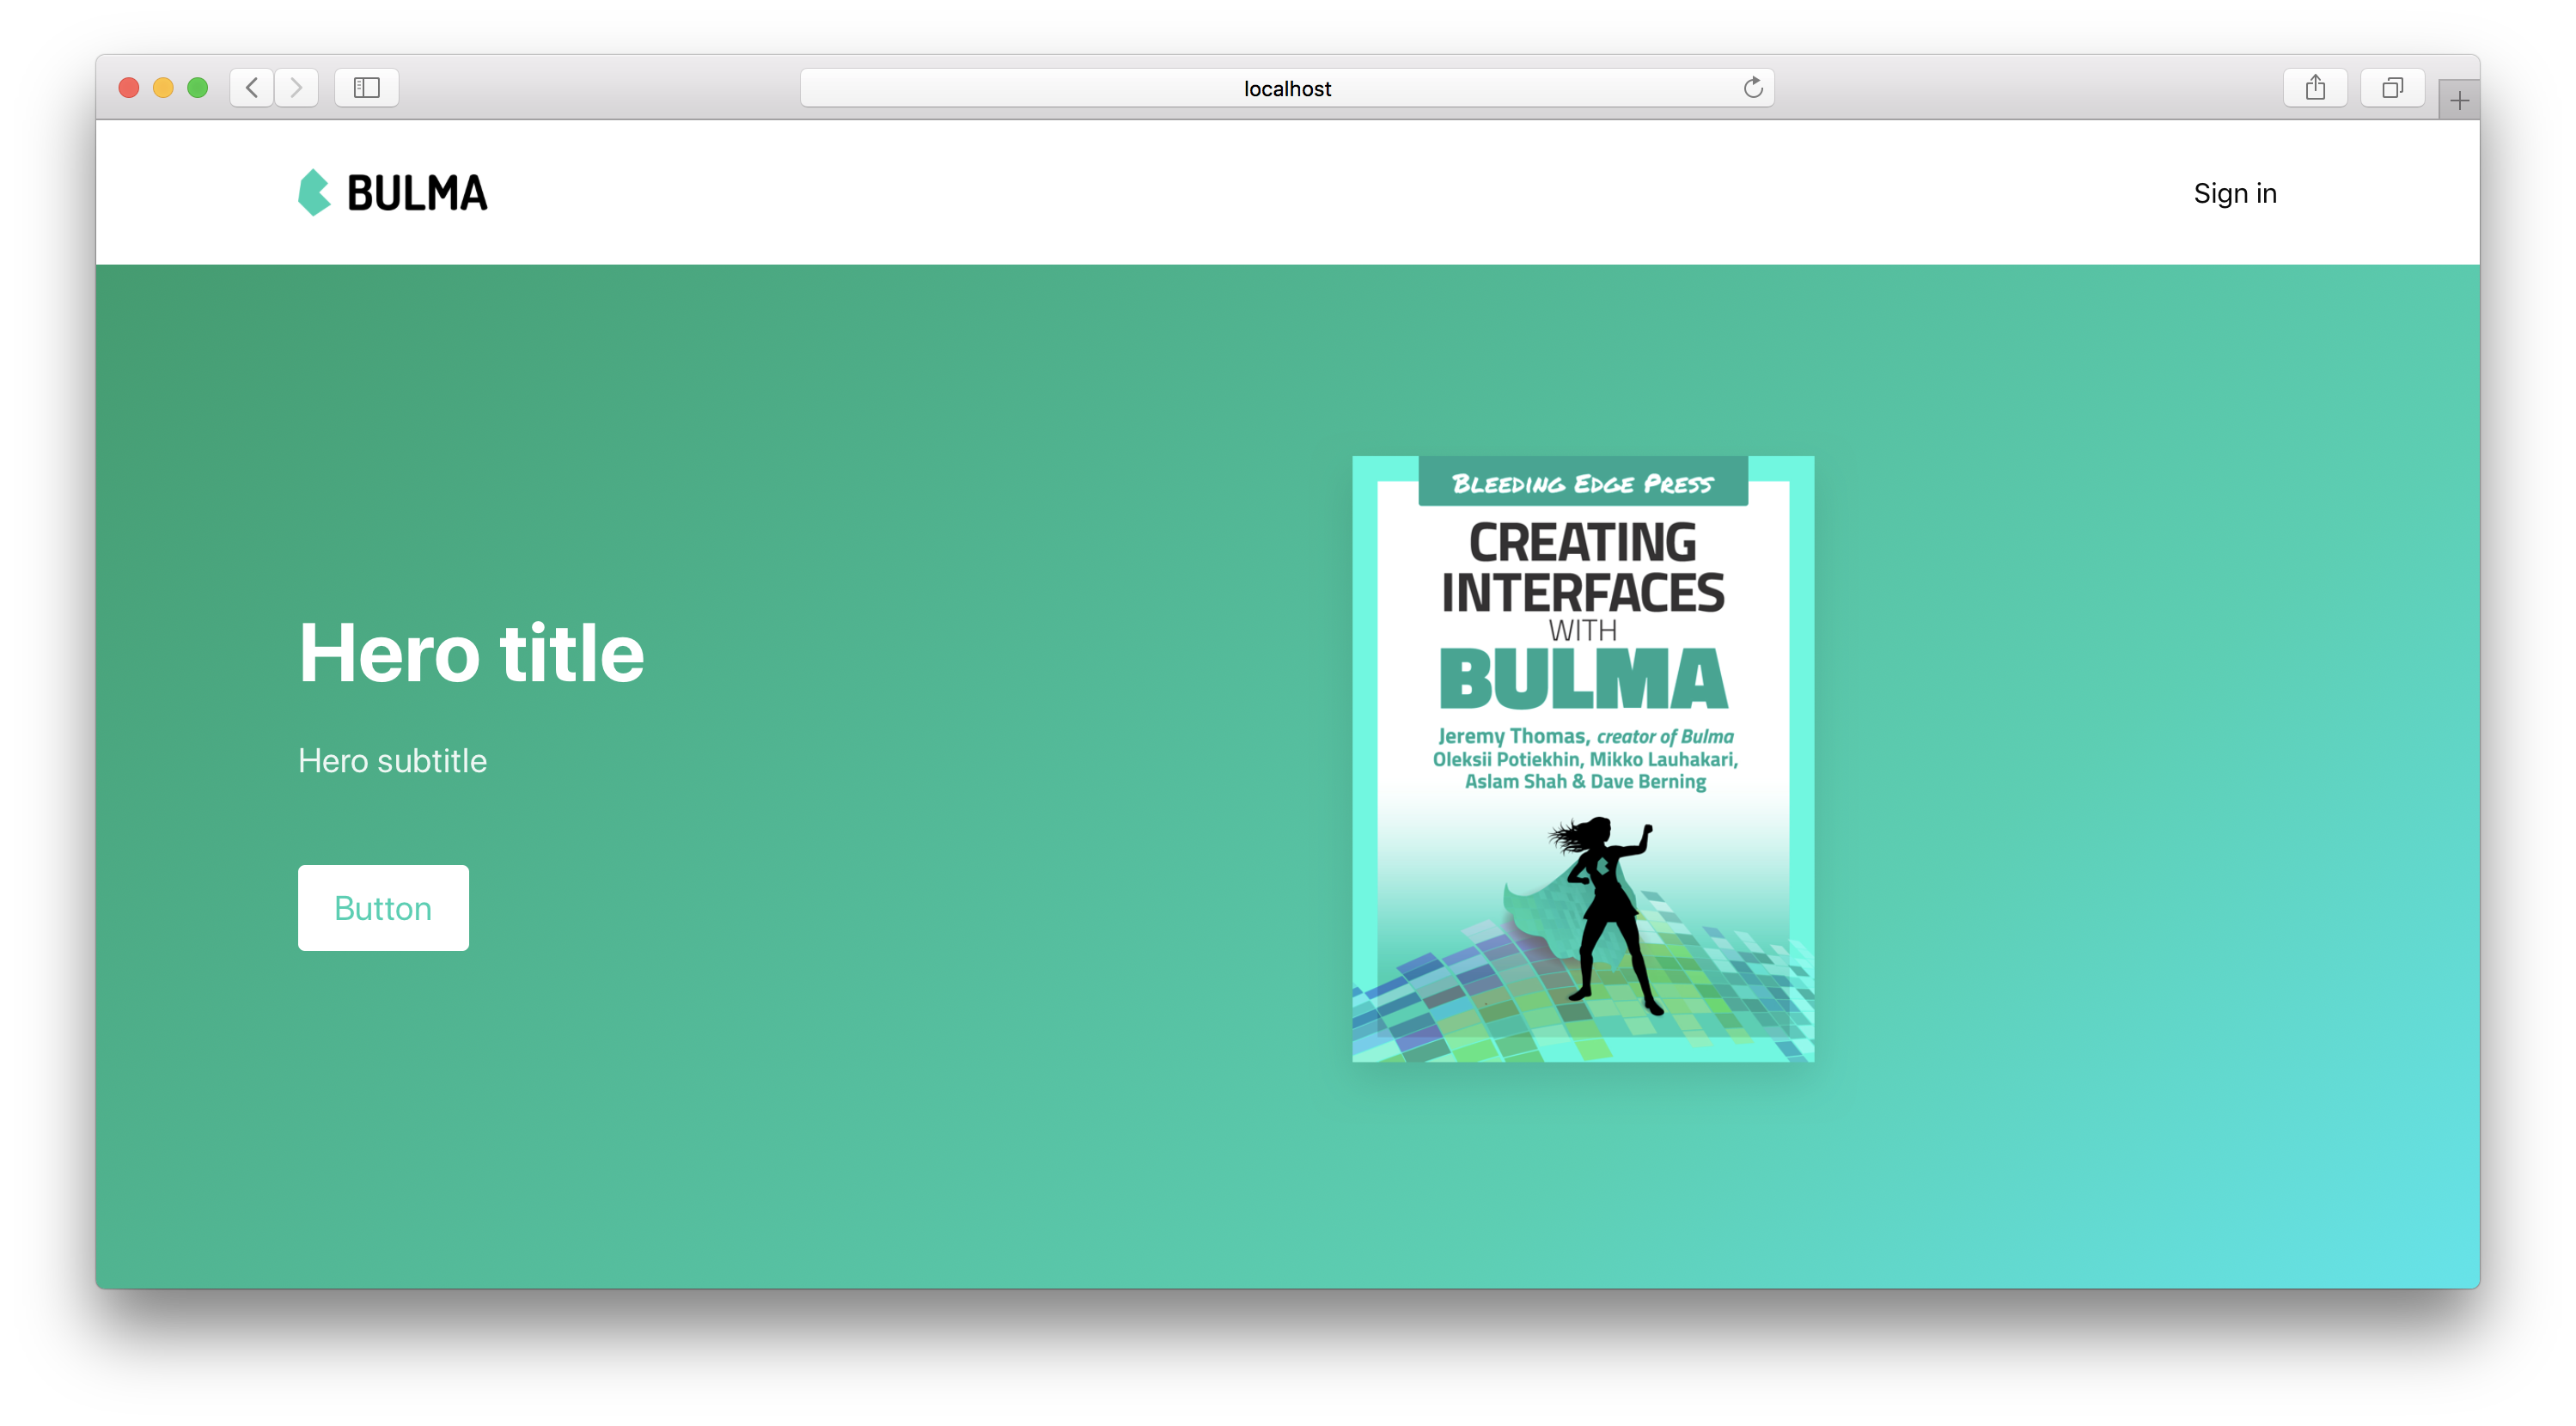 localhost
BULMA
Sign in
Hero title
Hero subtitle
Button
BLEEDING EDGE PRESS
CREATING
INTERFACES
WITH
BULMA
Jeremy Thomas, creator of Bulma
Oleksii Potiekhin, Mikko Lauhakari,
Aslam Shah & Dave Berning